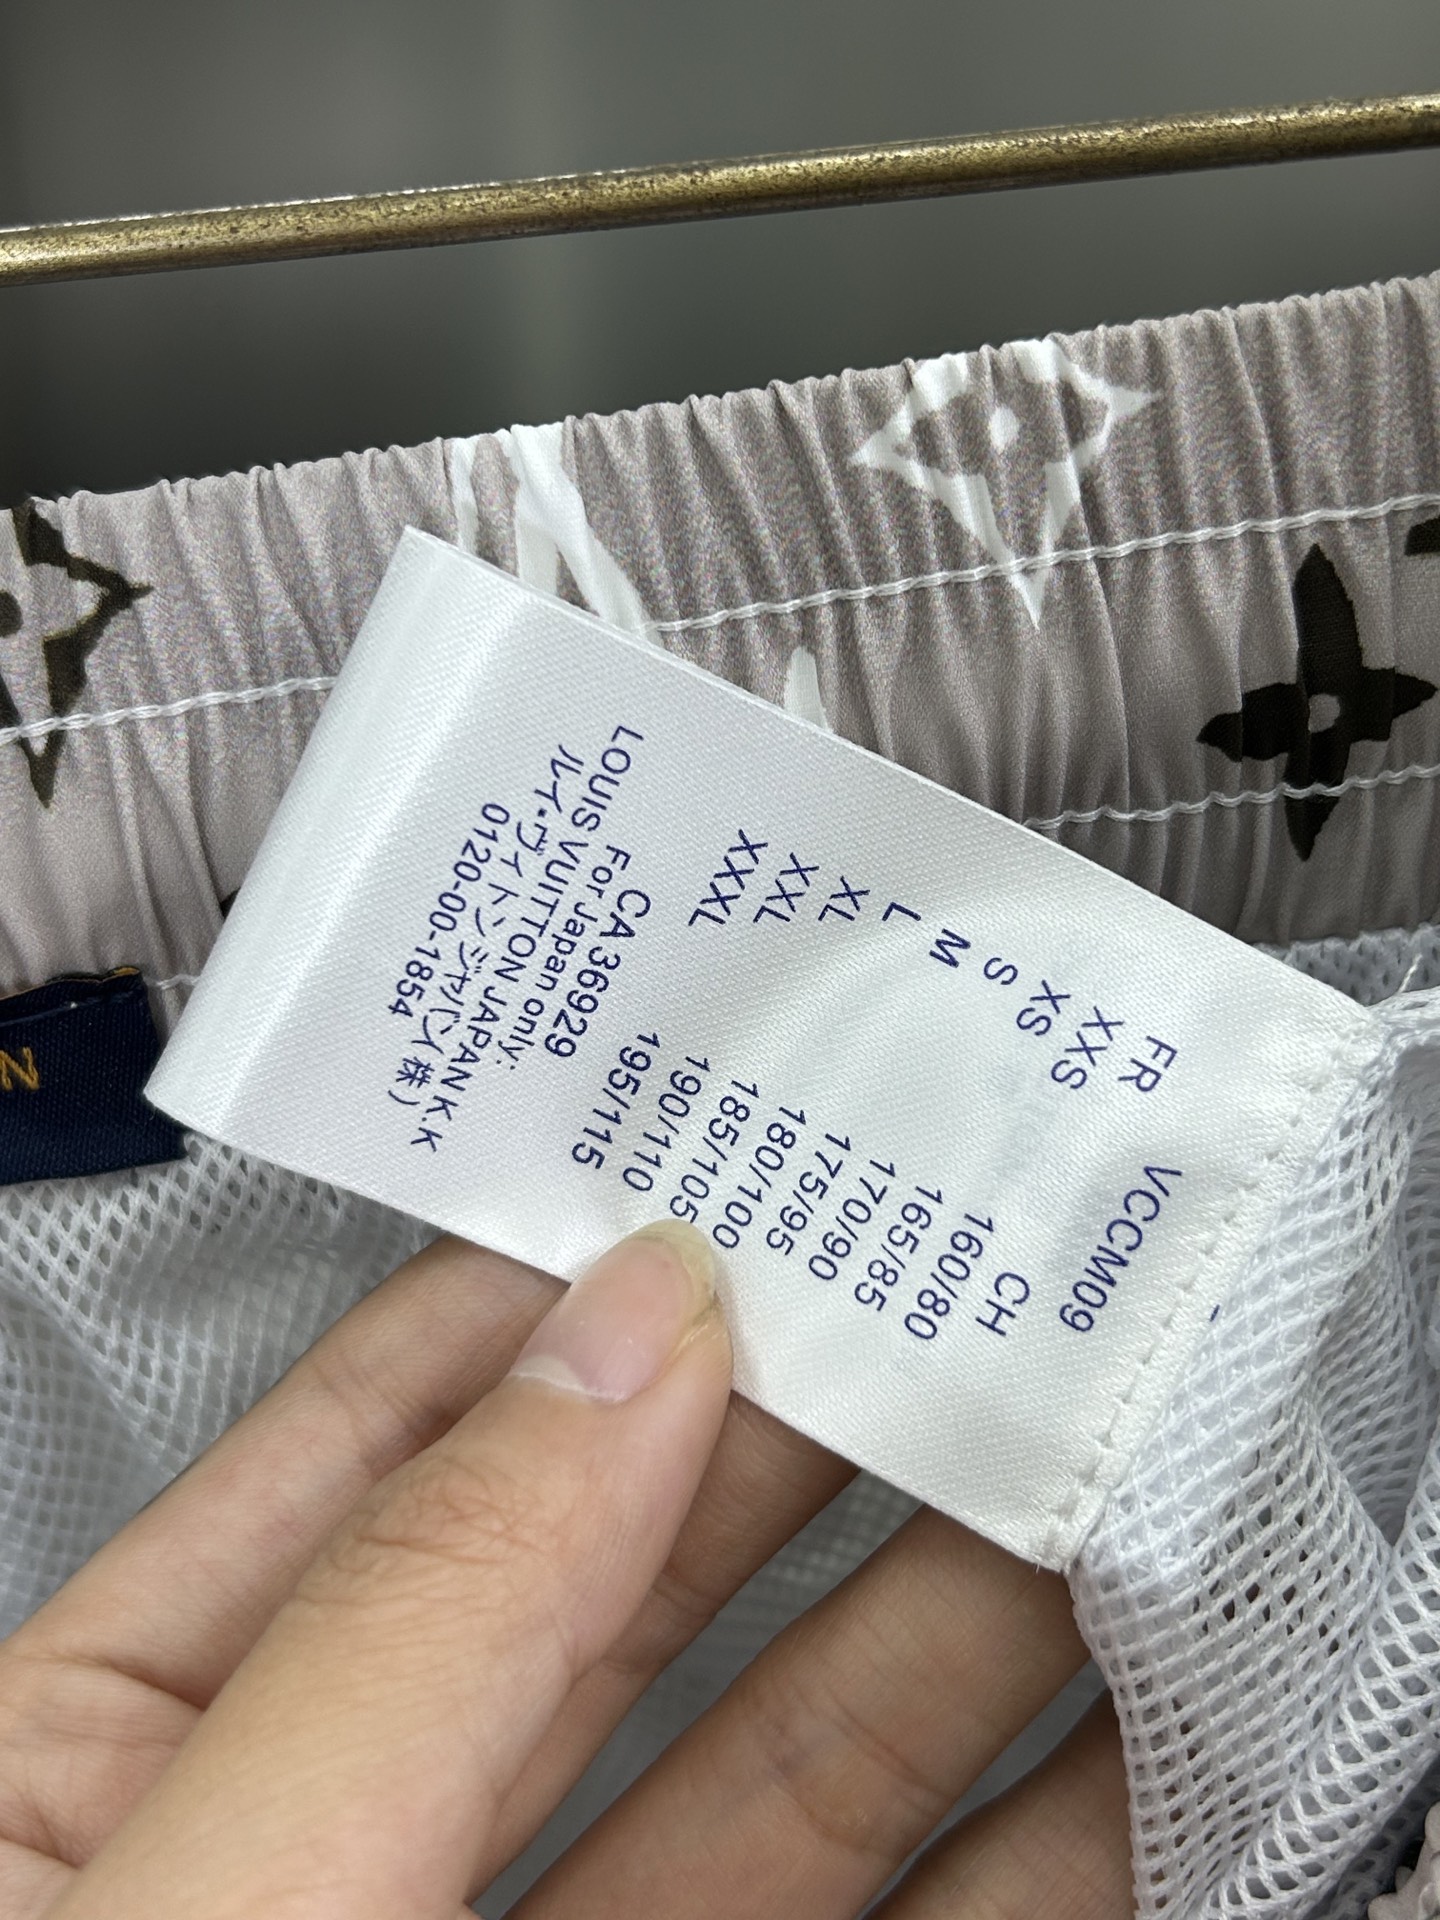 VCCM09
FR CH
XXS 160/80
XS 165/85
S 170/90
M 175/95
L 180/100
XL 185/105
XXL 190/110
XXXL 195/115
CA 36929
For Japan only:
LOUIS VUITTON JAPAN K.K
ルイ・ヴィトンジャパン(株)
0120-00-1854
N